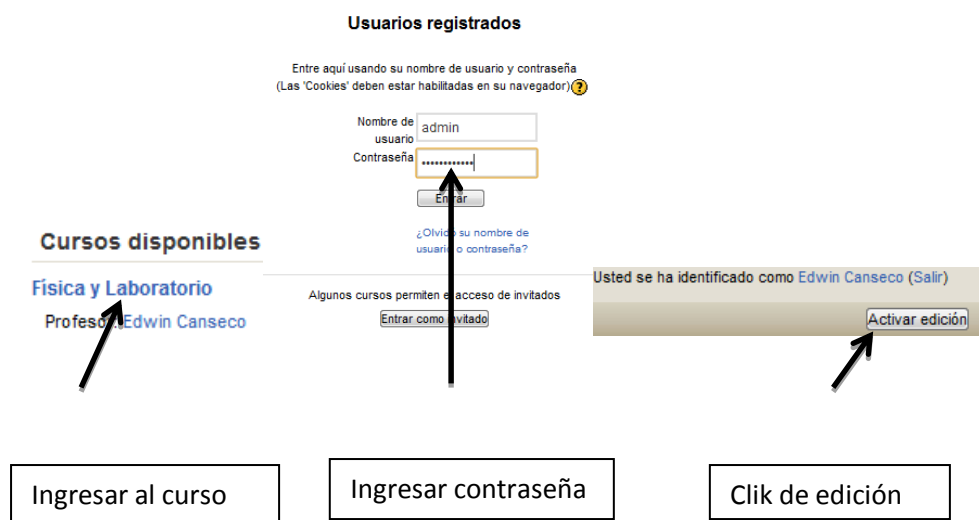 Usuarios registrados
Entre aquí usando su nombre de usuario y contraseña
(Las 'Cookies' deben estar habilitadas en su navegador)
Nombre de
usuario
admin
Contraseña
••••••••••••
Entrar
¿Olvidó su nombre de
usuario o contraseña?
Algunos cursos permiten el acceso de invitados
Entrar como invitado
Cursos disponibles
Física y Laboratorio
Profesor: Edwin Canseco
Usted se ha identificado como Edwin Canseco (Salir)
Activar edición
Ingresar al curso
Ingresar contraseña
Clik de edición